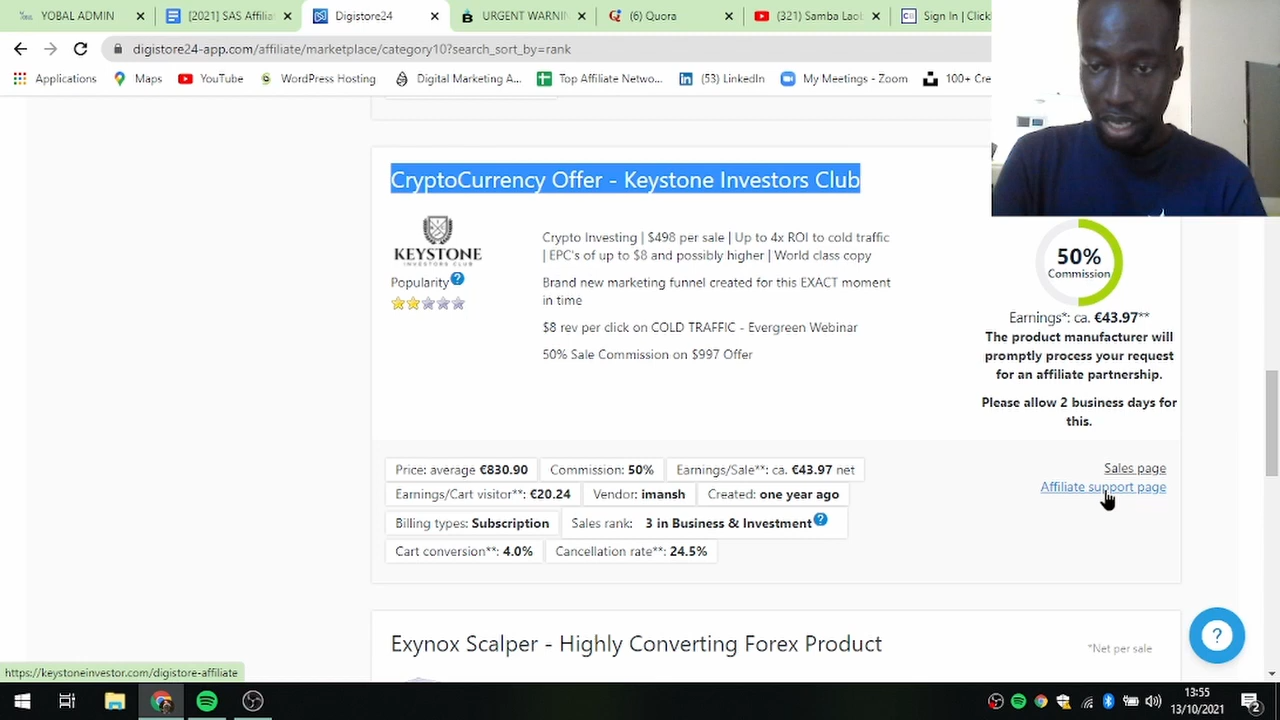 YOBAL ADMIN
[2021] SAS Affilia
Digistore24
URGENT WARNIN
(6) Quora
(321) Samba Laob
Sign In | Click
digistore24-app.com/affiliate/marketplace/category10?search_sort_by=rank
Applications
Maps
YouTube
WordPress Hosting
Digital Marketing A...
Top Affiliate Netwo...
(53) LinkedIn
My Meetings - Zoom
100+ Cre
CryptoCurrency Offer - Keystone Investors Club
KEYSTONE
INVESTORS CLUB
Popularity
Crypto Investing | $498 per sale | Up to 4x ROI to cold traffic
| EPC's of up to $8 and possibly higher | World class copy
Brand new marketing funnel created for this EXACT moment
in time
$8 rev per click on COLD TRAFFIC - Evergreen Webinar
50% Sale Commission on $997 Offer
50%
Commission
Earnings*: ca. €43.97**
The product manufacturer will
promptly process your request
for an affiliate partnership.
Please allow 2 business days for
this.
Price: average €830.90
Commission: 50%
Earnings/Sale**: ca. €43.97 net
Earnings/Cart visitor**: €20.24
Vendor: imansh
Created: one year ago
Billing types: Subscription
Sales rank: 3 in Business & Investment
Cart conversion**: 4.0%
Cancellation rate**: 24.5%
Sales page
Affiliate support page
Exynox Scalper - Highly Converting Forex Product
*Net per sale
https://keystoneinvestor.com/digistore-affiliate
13:55
13/10/2021
2